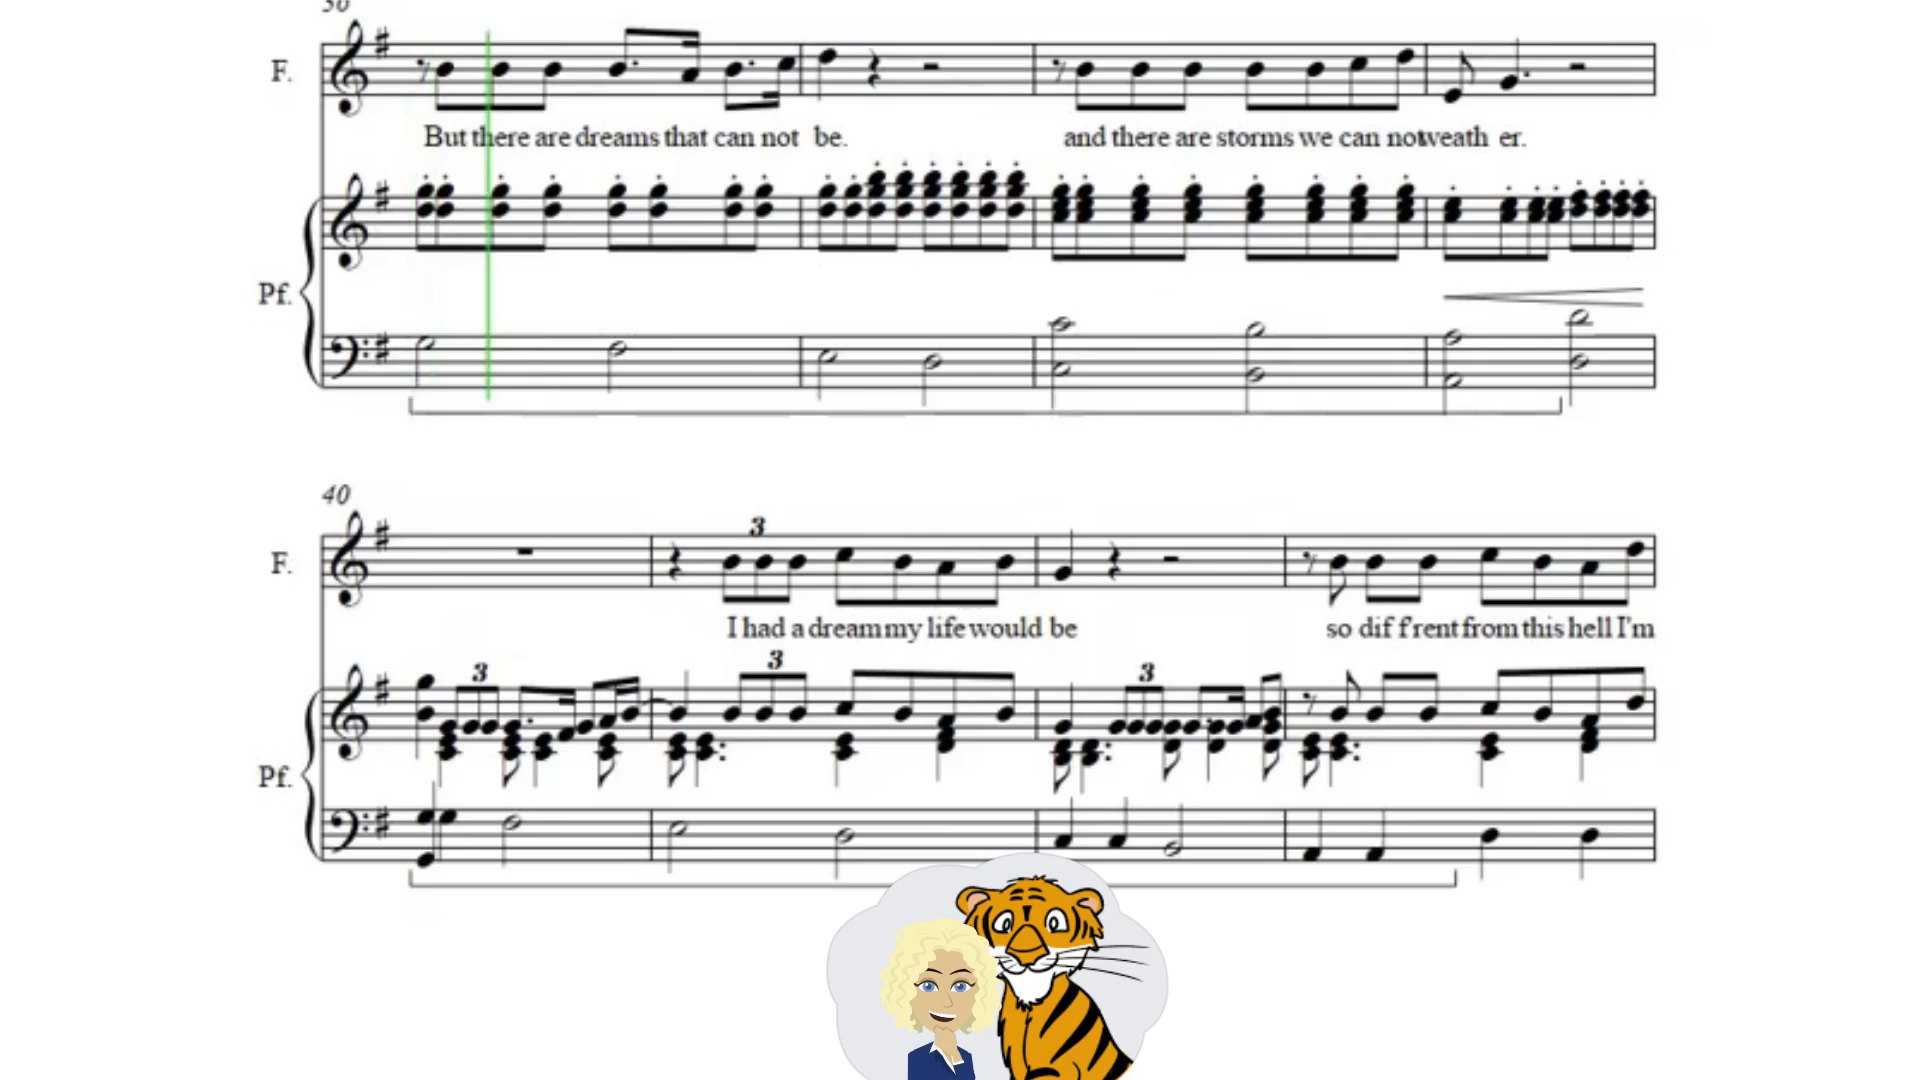 F.
But there are dreams that can not be. and there are storms we can not weath er.
Pf.
40
F.
3
I had a dream my life would be so dif f'rent from this hell I'm
3
3
3
Pf.